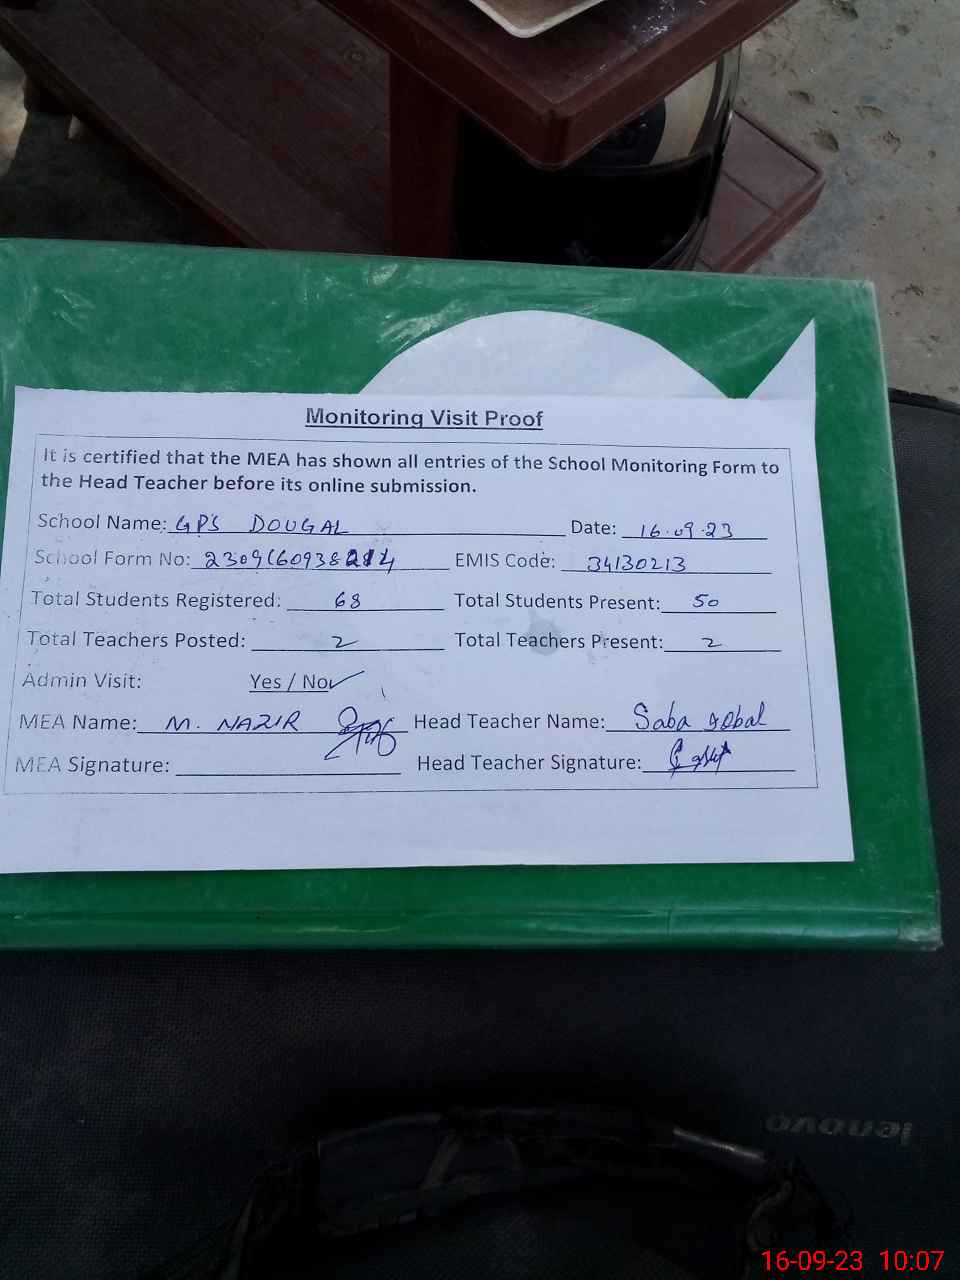 Monitoring Visit Proof
It is certified that the MEA has shown all entries of the School Monitoring Form to
the Head Teacher before its online submission.
School Name: GPS DOUGAL Date: 16.09.23
School Form No: EMIS Code: 34130213
Total Students Registered: 68 Total Students Present: 50
Total Teachers Posted: 2 Total Teachers Present: 2
Admin Visit: Yes / No
MEA Name: M. NAZIR Head Teacher Name: Saba Iqbal
MEA Signature: Head Teacher Signature:
lenovo
16-09-23 10:07